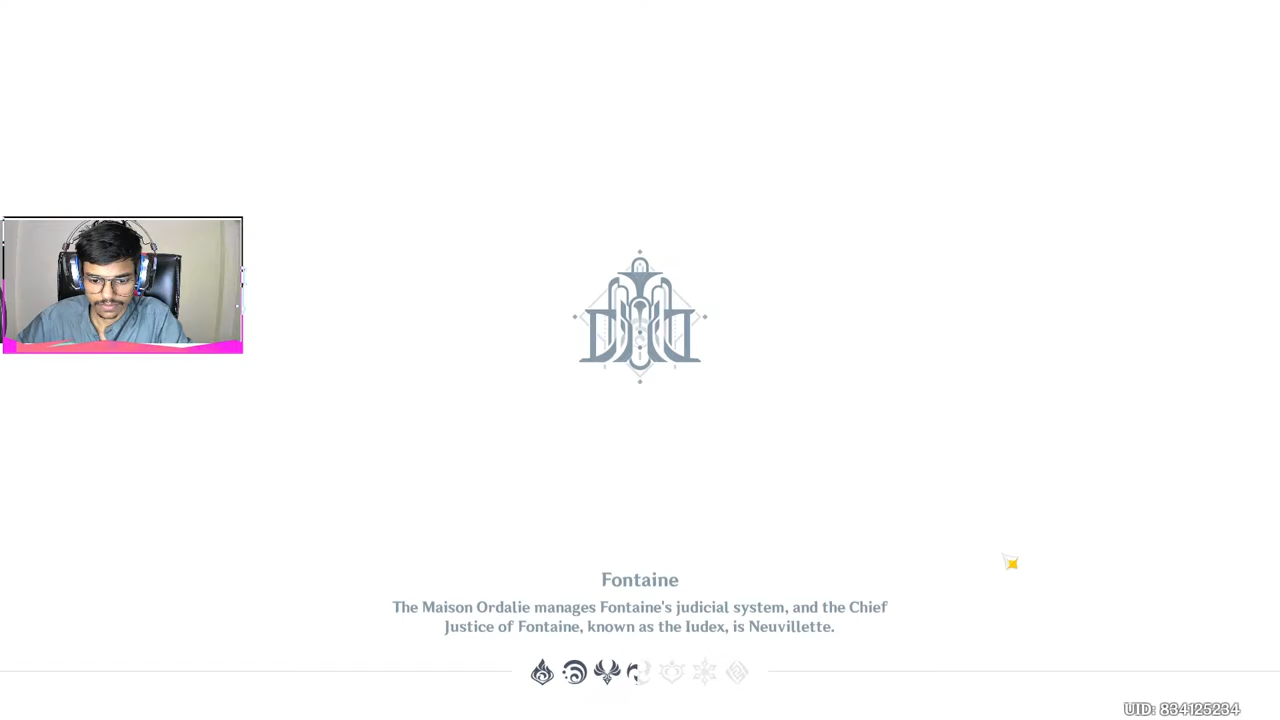 Fontaine
The Maison Ordalie manages Fontaine's judicial system, and the Chief
Justice of Fontaine, known as the Iudex, is Neuvillette.
UID: 834125234